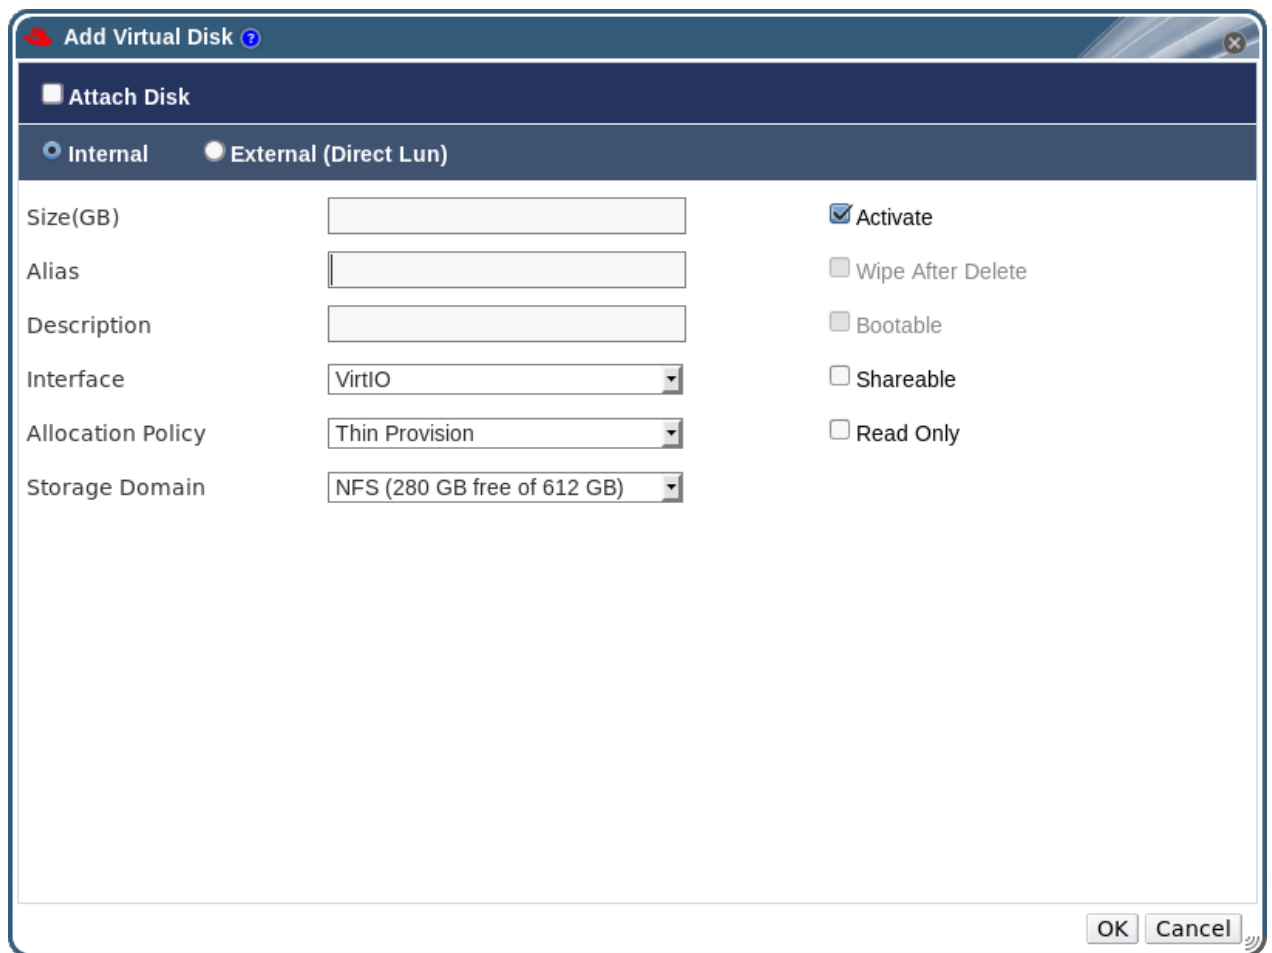 Add Virtual Disk ?
Attach Disk
Internal External (Direct Lun)
Size(GB) Activate
Alias Wipe After Delete
Description Bootable
Interface VirtIO Shareable
Allocation Policy Thin Provision Read Only
Storage Domain NFS (280 GB free of 612 GB)
OK Cancel